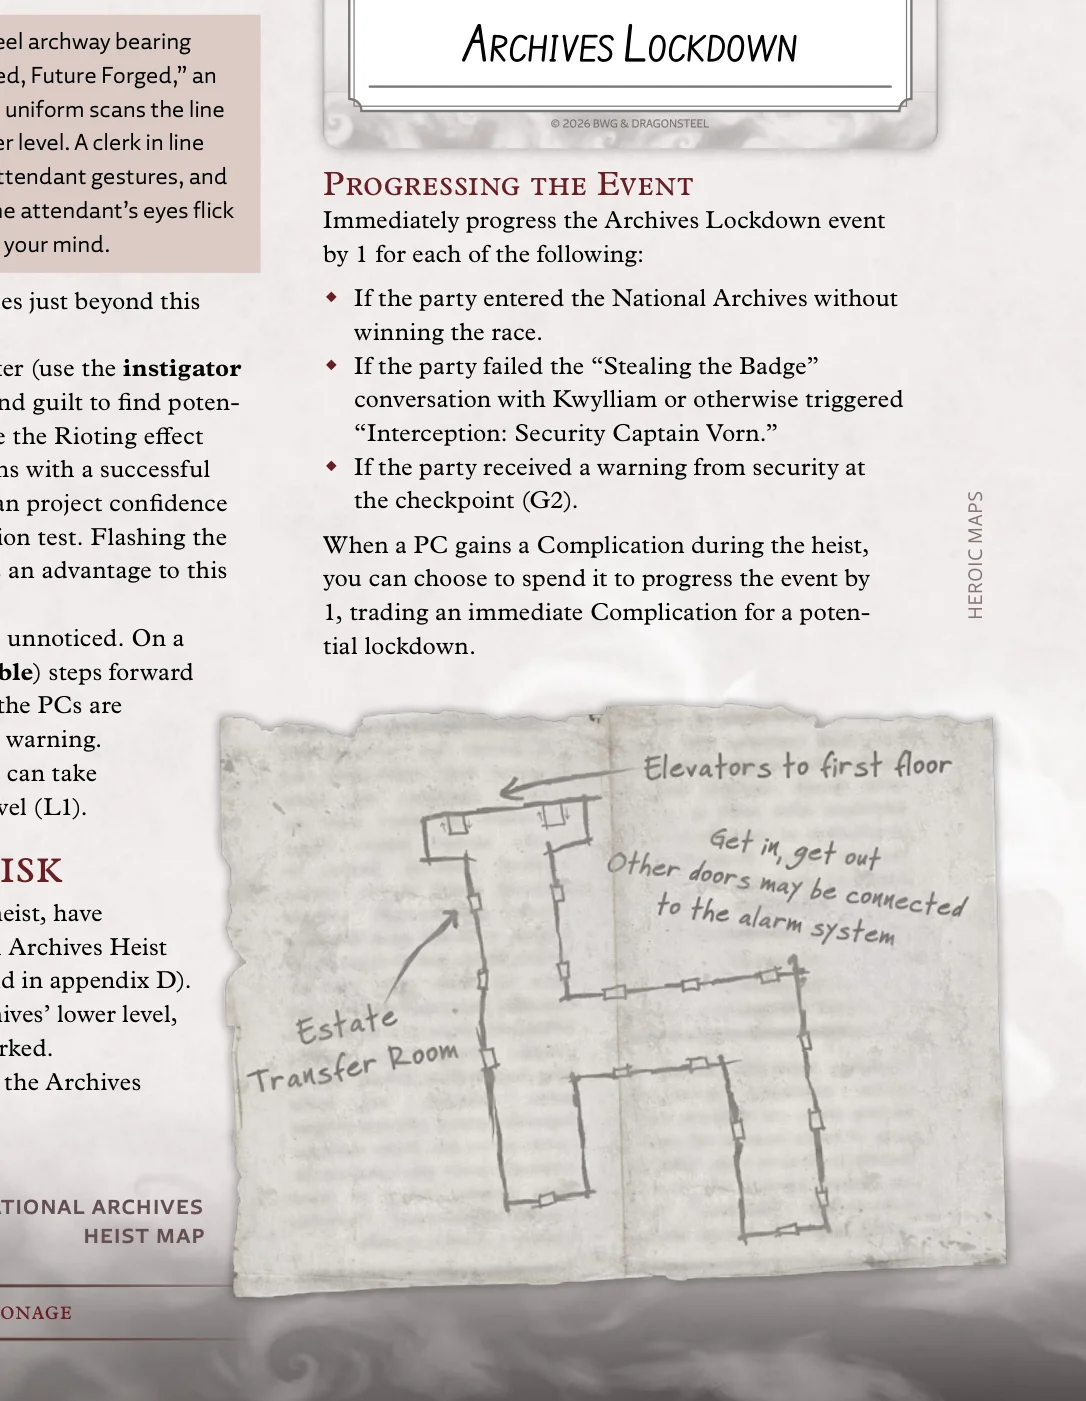 eel archway bearing
ed, Future Forged,” an
uniform scans the line
er level. A clerk in line
ttendant gestures, and
ne attendant’s eyes flick
your mind.
es just beyond this
ter (use the instigator
nd guilt to find poten-
e the Rioting effect
ns with a successful
an project confidence
ion test. Flashing the
s an advantage to this
unnoticed. On a
ble) steps forward
the PCs are
warning.
can take
vel (L1).
ISK
heist, have
l Archives Heist
d in appendix D).
hives’ lower level,
rked.
the Archives
ATIONAL ARCHIVES
HEIST MAP
ONAGE
Archives Lockdown
© 2026 BWG & DRAGONSTEEL
Progressing the Event
Immediately progress the Archives Lockdown event
by 1 for each of the following:
◆ If the party entered the National Archives without
winning the race.
◆ If the party failed the “Stealing the Badge”
conversation with Kwylliam or otherwise triggered
“Interception: Security Captain Vorn.”
◆ If the party received a warning from security at
the checkpoint (G2).
When a PC gains a Complication during the heist,
you can choose to spend it to progress the event by
1, trading an immediate Complication for a poten-
tial lockdown.
HEROIC MAPS
Elevators to first floor
Get in, get out
Other doors may be connected
to the alarm system
Estate
Transfer Room